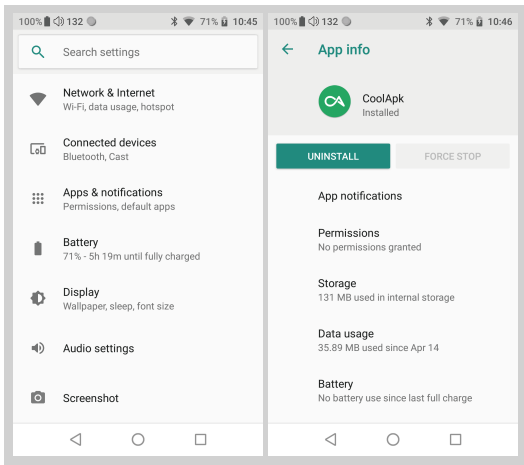 100% 132 71% 10:45
Search settings
Network & Internet
Wi-Fi, data usage, hotspot
Connected devices
Bluetooth, Cast
Apps & notifications
Permissions, default apps
Battery
71% - 5h 19m until fully charged
Display
Wallpaper, sleep, font size
Audio settings
Screenshot
100% 132 71% 10:46
App info
CoolApk
Installed
UNINSTALL
FORCE STOP
App notifications
Permissions
No permissions granted
Storage
131 MB used in internal storage
Data usage
35.89 MB used since Apr 14
Battery
No battery use since last full charge